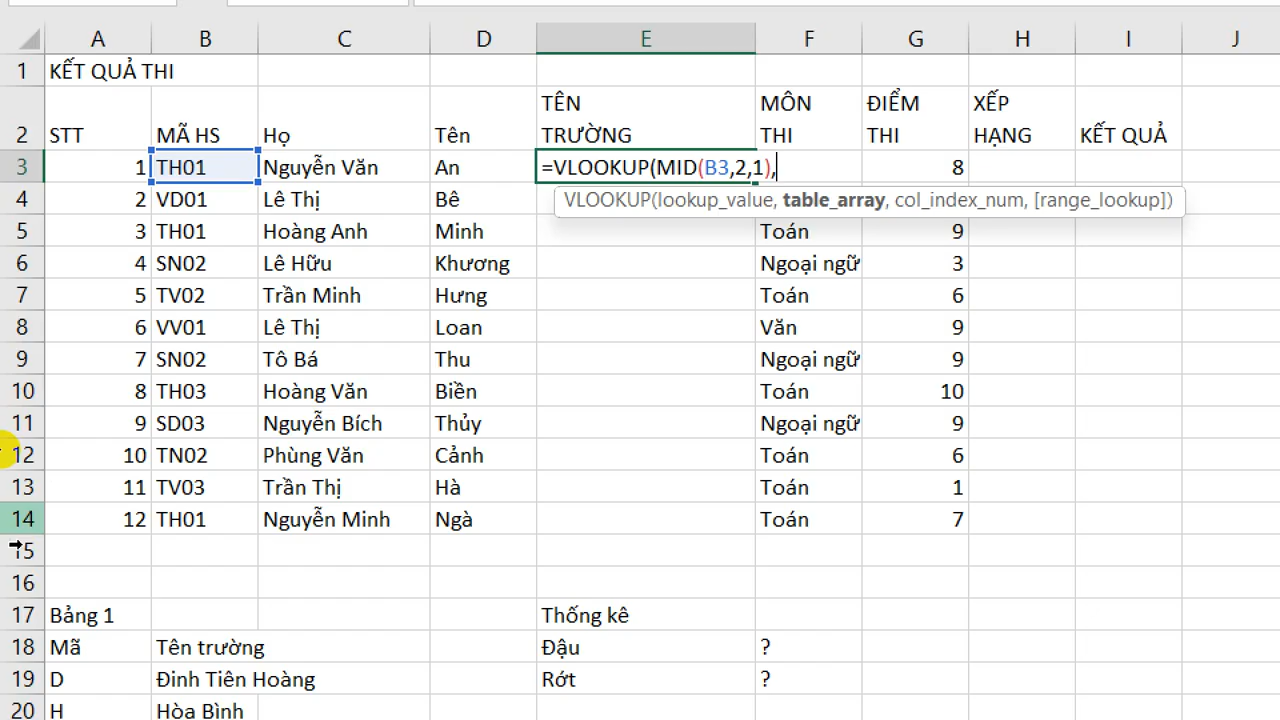 A B C D E F G H I J
1 KẾT QUẢ THI
TÊN MÔN ĐIỂM XẾP
2 STT MÃ HS Họ Tên TRƯỜNG THI THI HẠNG KẾT QUẢ
3 1 TH01 Nguyễn Văn An =VLOOKUP(MID(B3,2,1), 8
4 2 VD01 Lê Thị Bê VLOOKUP(lookup_value, table_array, col_index_num, [range_lookup])
5 3 TH01 Hoàng Anh Minh Toán 9
6 4 SN02 Lê Hữu Khương Ngoại ngữ 3
7 5 TV02 Trần Minh Hưng Toán 6
8 6 VV01 Lê Thị Loan Văn 9
9 7 SN02 Tô Bá Thu Ngoại ngữ 9
10 8 TH03 Hoàng Văn Biền Toán 10
11 9 SD03 Nguyễn Bích Thủy Ngoại ngữ 9
12 10 TN02 Phùng Văn Cảnh Toán 6
13 11 TV03 Trần Thị Hà Toán 1
14 12 TH01 Nguyễn Minh Ngà Toán 7
15
16
17 Bảng 1 Thống kê
18 Mã Tên trường Đậu ?
19 D Đinh Tiên Hoàng Rớt ?
20 H Hòa Bình